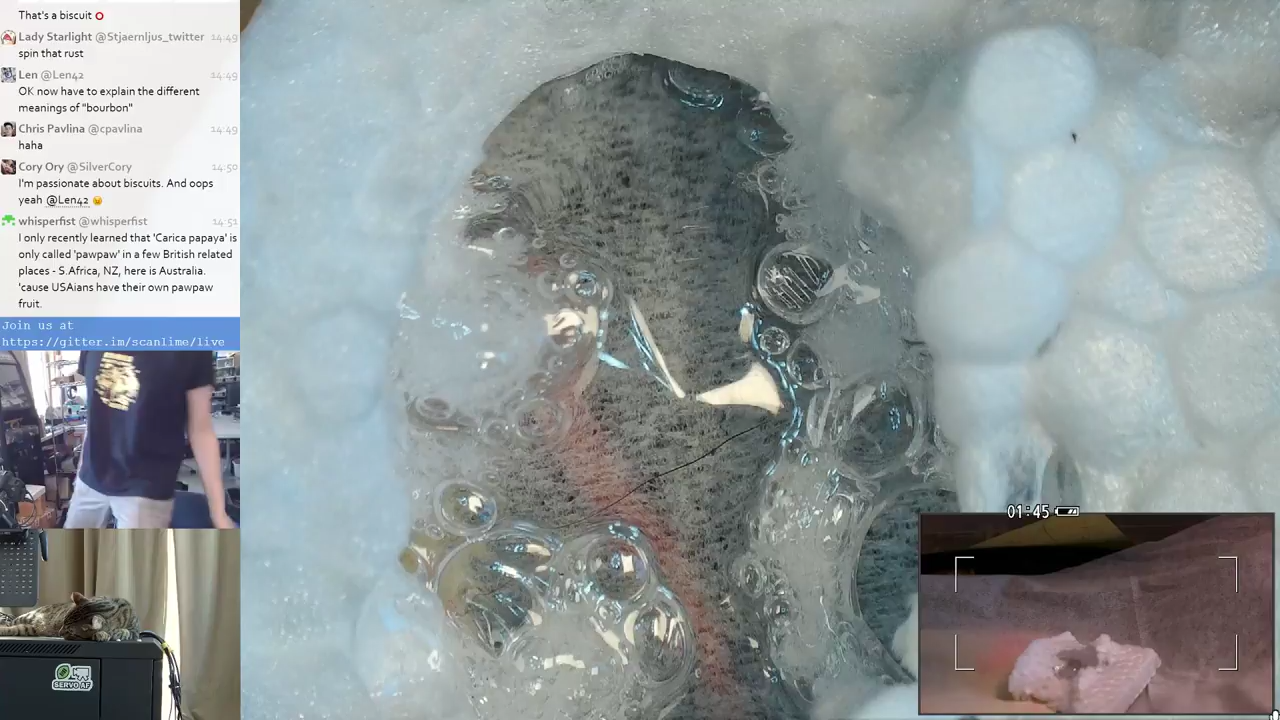 That's a biscuit
Lady Starlight @Stjaernljus_twitter 14:49
spin that rust
Len @Len42 14:49
OK now have to explain the different
meanings of "bourbon"
Chris Pavlina @cpavlina 14:49
haha
Cory Ory @SilverCory 14:50
I'm passionate about biscuits. And oops
yeah @Len42
whisperfist @whisperfist 14:51
I only recently learned that 'Carica papaya' is
only called 'pawpaw' in a few British related
places - S.Africa, NZ, here is Australia.
'cause USAians have their own pawpaw
fruit.
Join us at
https://gitter.im/scanlime/live
SERVO AF
01:45